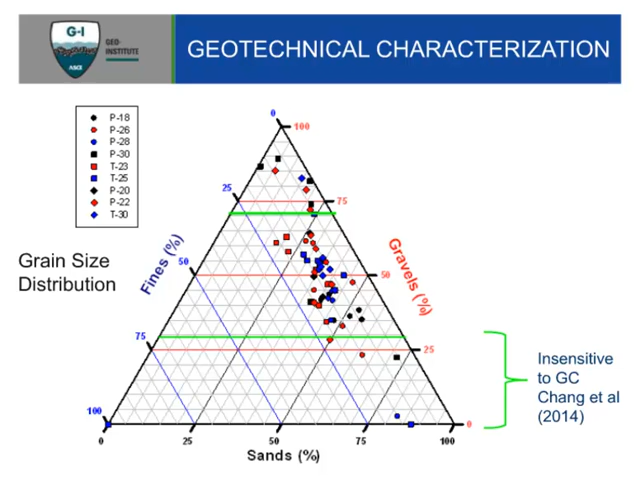 G-I
GEO-
INSTITUTE
ASCE
GEOTECHNICAL CHARACTERIZATION
P-18
P-26
P-28
P-30
T-23
T-25
P-20
P-22
T-30
Grain Size
Distribution
0
100
25
75
50
50
75
25
100
0
Fines (%)
Gravels (%)
0
25
50
75
100
Sands (%)
Insensitive
to GC
Chang et al
(2014)